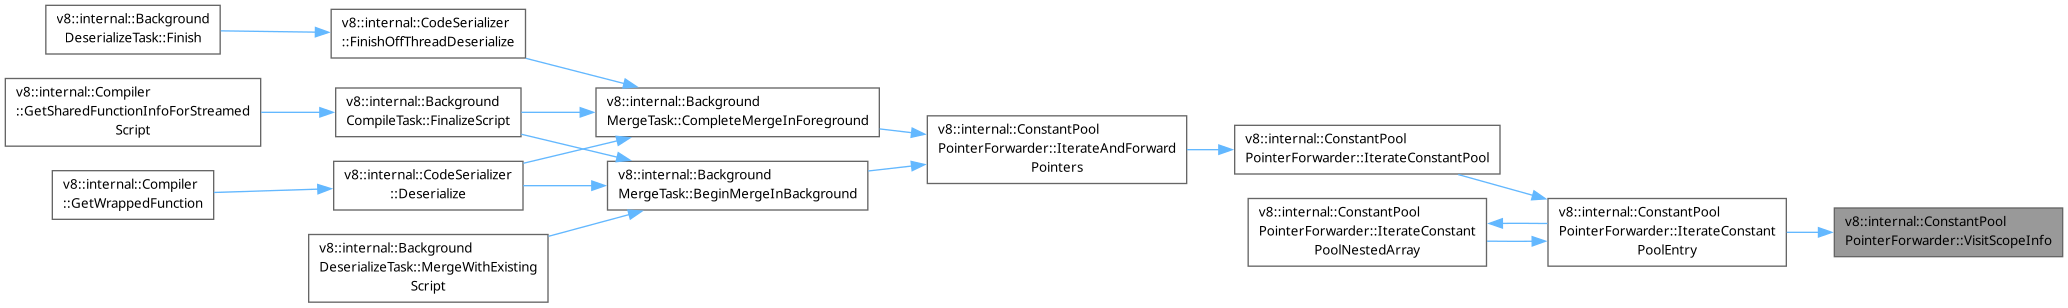 v8::internal::Background
DeserializeTask::Finish
v8::internal::CodeSerializer
::FinishOffThreadDeserialize
v8::internal::Compiler
::GetSharedFunctionInfoForStreamed
Script
v8::internal::Background
CompileTask::FinalizeScript
v8::internal::Background
MergeTask::CompleteMergeInForeground
v8::internal::ConstantPool
PointerForwarder::IterateAndForward
Pointers
v8::internal::ConstantPool
PointerForwarder::IterateConstantPool
v8::internal::Compiler
::GetWrappedFunction
v8::internal::CodeSerializer
::Deserialize
v8::internal::Background
MergeTask::BeginMergeInBackground
v8::internal::ConstantPool
PointerForwarder::IterateConstant
PoolNestedArray
v8::internal::ConstantPool
PointerForwarder::IterateConstant
PoolEntry
v8::internal::ConstantPool
PointerForwarder::VisitScopeInfo
v8::internal::Background
DeserializeTask::MergeWithExisting
Script